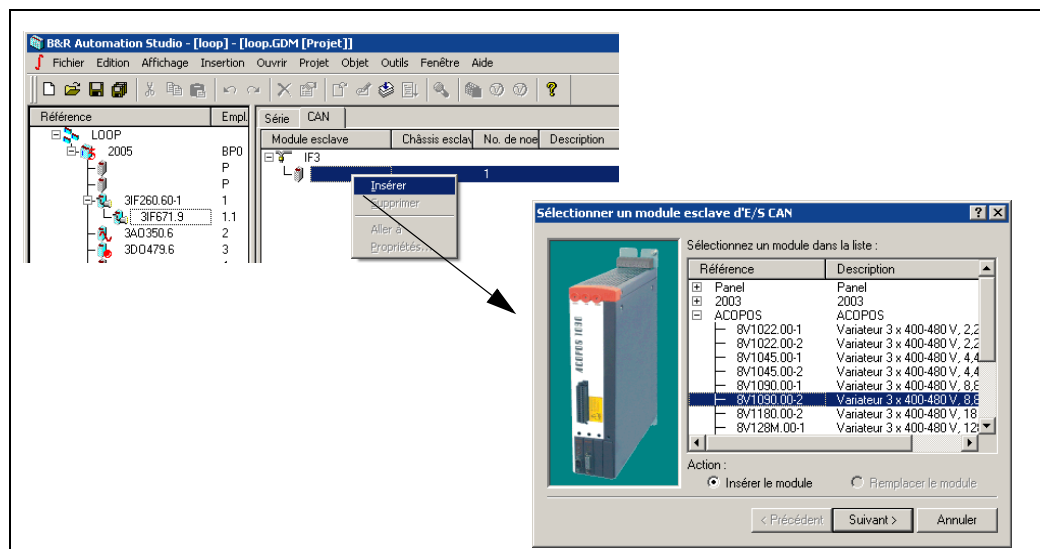 B&R Automation Studio - [loop] - [loop.GDM [Projet]]
Fichier Edition Affichage Insertion Ouvrir Projet Objet Outils Fenêtre Aide
Référence Empl.
LOOP
2005 BP0
P
P
3IF260.60-1 1
3IF671.9 1.1
3AO350.6 2
3DO479.6 3
Série CAN
Module esclave Châssis esclav No. de noe Description
IF3
1
Insérer
Supprimer
Aller à
Propriétés...
Sélectionner un module esclave d'E/S CAN
ACOPOS 1090
Sélectionnez un module dans la liste :
Référence Description
Panel Panel
2003 2003
ACOPOS ACOPOS
8V1022.00-1 Variateur 3 x 400-480 V, 2,2
8V1022.00-2 Variateur 3 x 400-480 V, 2,2
8V1045.00-1 Variateur 3 x 400-480 V, 4,4
8V1045.00-2 Variateur 3 x 400-480 V, 4,4
8V1090.00-1 Variateur 3 x 400-480 V, 8,8
8V1090.00-2 Variateur 3 x 400-480 V, 8,8
8V1180.00-2 Variateur 3 x 400-480 V, 18
8V128M.00-1 Variateur 3 x 400-480 V, 128
Action :
Insérer le module Remplacer le module
< Précédent Suivant > Annuler